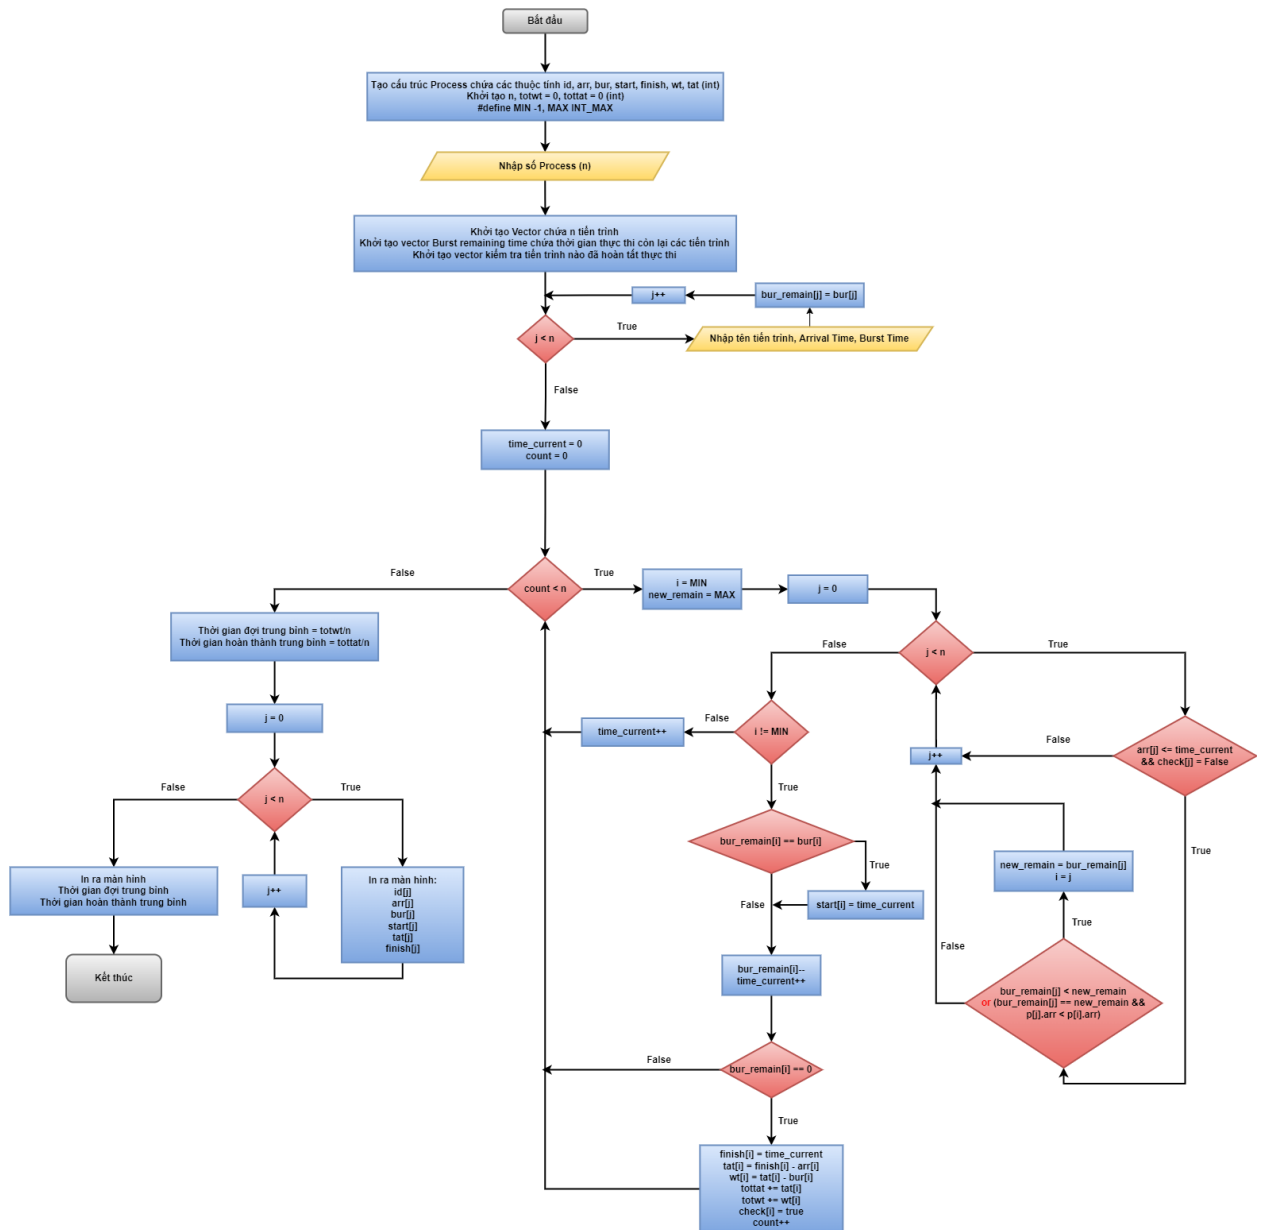 Bắt đầu
Tạo cấu trúc Process chứa các thuộc tính id, arr, bur, start, finish, wt, tat (int)
Khởi tạo n, totwt = 0, tottat = 0 (int)
#define MIN -1, MAX INT_MAX
Nhập số Process (n)
Khởi tạo Vector chứa n tiến trình
Khởi tạo vector Burst remaining time chứa thời gian thực thi còn lại các tiến trình
Khởi tạo vector kiểm tra tiến trình nào đã hoàn tất thực thi
j++
bur_remain[j] = bur[j]
j < n
True
Nhập tên tiến trình, Arrival Time, Burst Time
False
time_current = 0
count = 0
False
count < n
True
i = MIN
new_remain = MAX
j = 0
Thời gian đợi trung bình = totwt/n
Thời gian hoàn thành trung bình = tottat/n
False
j < n
True
j = 0
time_current++
False
i != MIN
j++
False
arr[j] <= time_current
&& check[j] = False
False
j < n
True
True
bur_remain[i] == bur[i]
True
True
In ra màn hình
Thời gian đợi trung bình
Thời gian hoàn thành trung bình
j++
In ra màn hình:
id[j]
arr[j]
bur[j]
start[j]
tat[j]
finish[j]
False
start[i] = time_current
new_remain = bur_remain[j]
i = j
True
False
Kết thúc
bur_remain[i]--
time_current++
bur_remain[j] < new_remain
or (bur_remain[j] == new_remain &&
p[j].arr < p[i].arr)
False
bur_remain[i] == 0
True
finish[i] = time_current
tat[i] = finish[i] - arr[i]
wt[i] = tat[i] - bur[i]
tottat += tat[i]
totwt += wt[i]
check[i] = true
count++